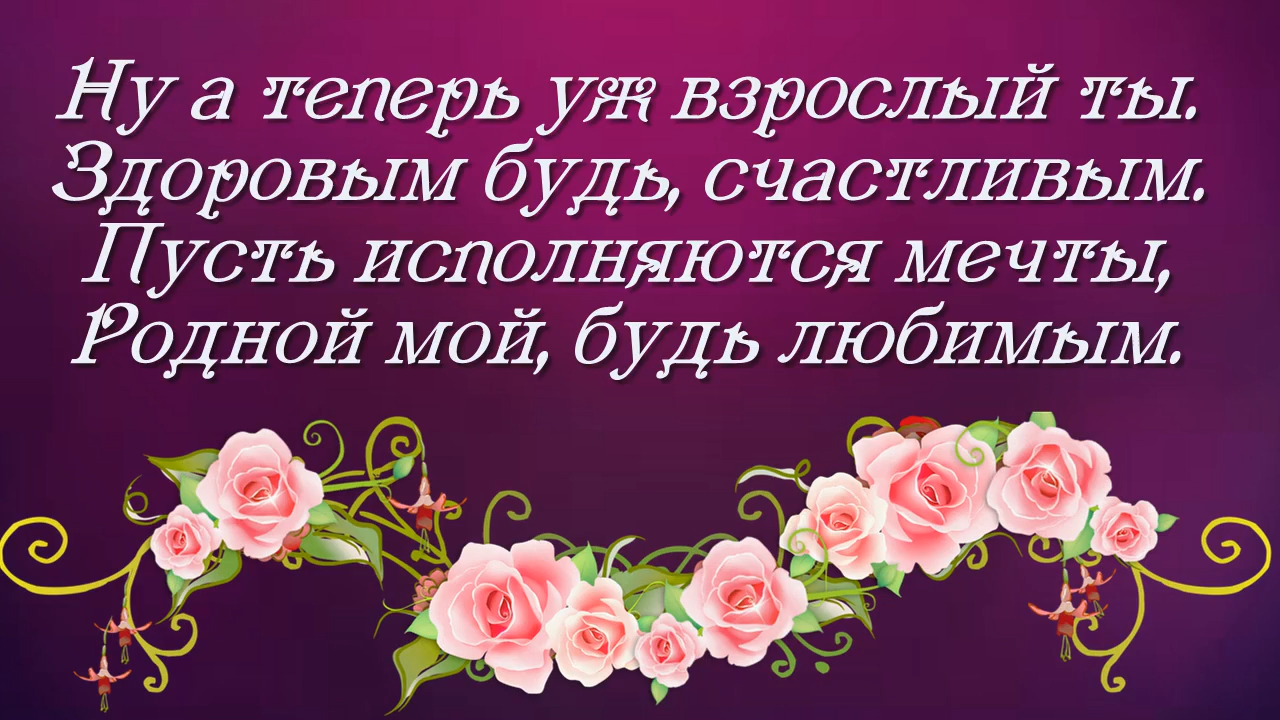 Ну а теперь уж взрослый ты.
Здоровым будь, счастливым.
Пусть исполняются мечты,
Родной мой, будь любимым.